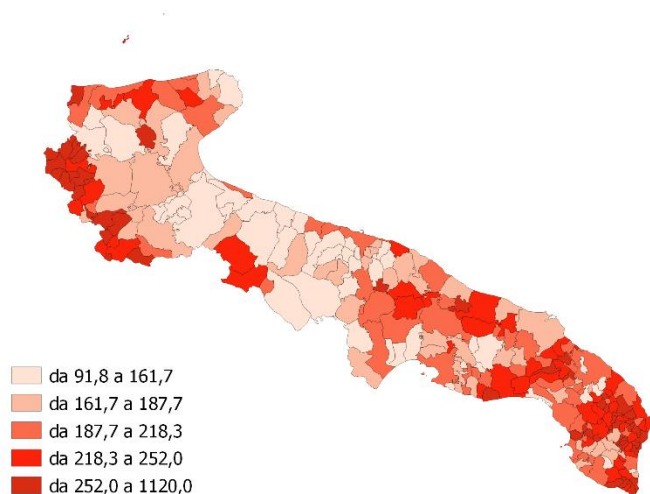 da 91,8 a 161,7
da 161,7 a 187,7
da 187,7 a 218,3
da 218,3 a 252,0
da 252,0 a 1120,0